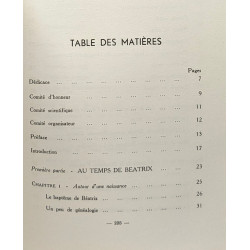 TABLE DES MATIÈRES
Pages
Dédicace ... ... ... ... ... ... ... 7
Comité d'honneur ... ... ... ... ... ... 9
Comité scientifique ... ... ... ... ... ... 11
Comité organisateur ... ... ... ... ... ... 12
Préface ... ... ... ... ... ... ... 13
Introduction ... ... ... ... ... ... ...
Première partie - AU TEMPS DE BEATRIX ... ... ... 23
CHAPITRE I - Autour d'une naissance ... ... ... 25
Le baptême de Béatrix ... ... ... ... ... 26
Un peu de généalogie ... ... ... ... ... 31